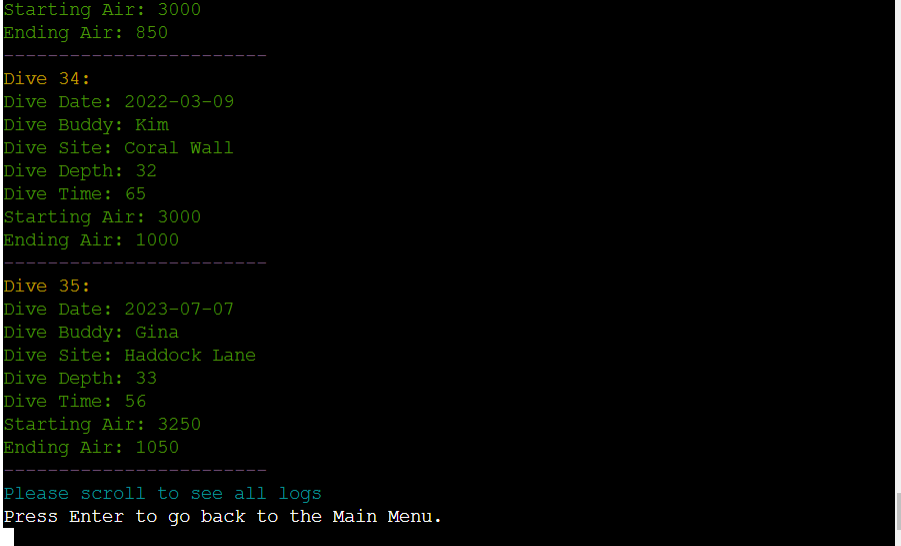 Starting Air: 3000
Ending Air: 850
------------------------
Dive 34:
Dive Date: 2022-03-09
Dive Buddy: Kim
Dive Site: Coral Wall
Dive Depth: 32
Dive Time: 65
Starting Air: 3000
Ending Air: 1000
------------------------
Dive 35:
Dive Date: 2023-07-07
Dive Buddy: Gina
Dive Site: Haddock Lane
Dive Depth: 33
Dive Time: 56
Starting Air: 3250
Ending Air: 1050
------------------------
Please scroll to see all logs
Press Enter to go back to the Main Menu.